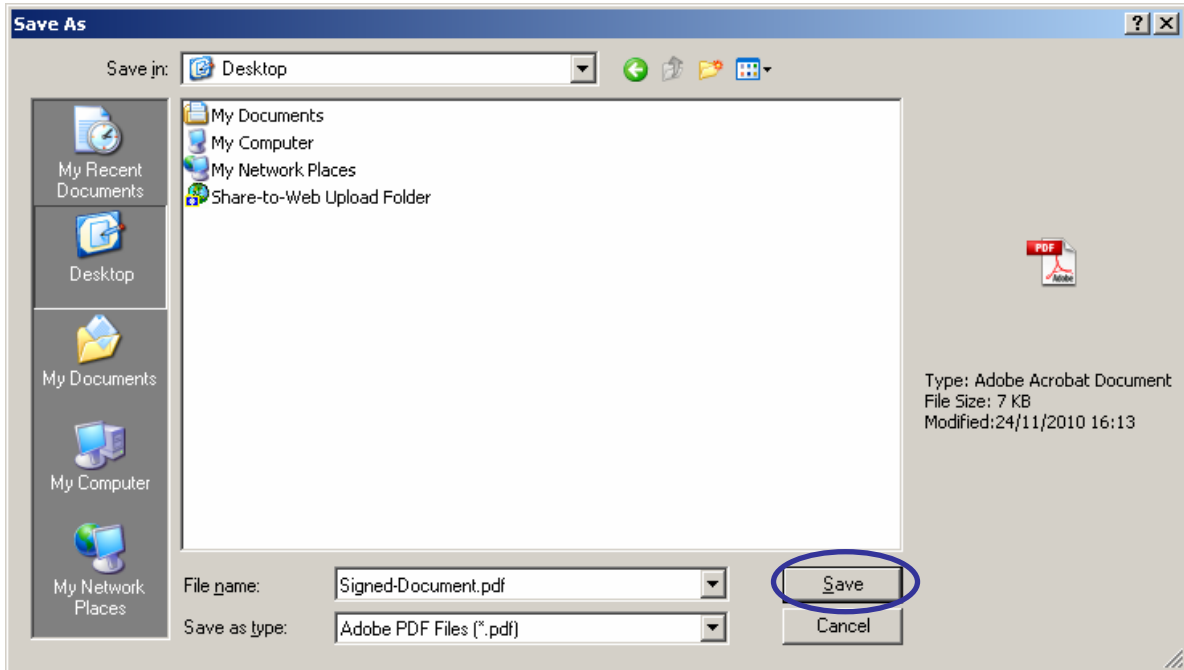 Save As
Save in: Desktop
My Recent
Documents
Desktop
My Documents
My Computer
My Network
Places
My Documents
My Computer
My Network Places
Share-to-Web Upload Folder
PDF
Adobe
Type: Adobe Acrobat Document
File Size: 7 KB
Modified:24/11/2010 16:13
File name: Signed-Document.pdf Save
Save as type: Adobe PDF Files (*.pdf) Cancel